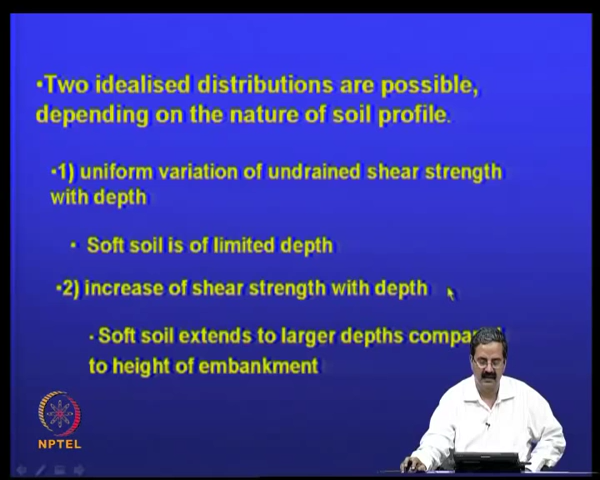 •Two idealised distributions are possible,
depending on the nature of soil profile.
•1) uniform variation of undrained shear strength
with depth
• Soft soil is of limited depth
•2) increase of shear strength with depth
• Soft soil extends to larger depths compa
to height of embankment
NPTEL